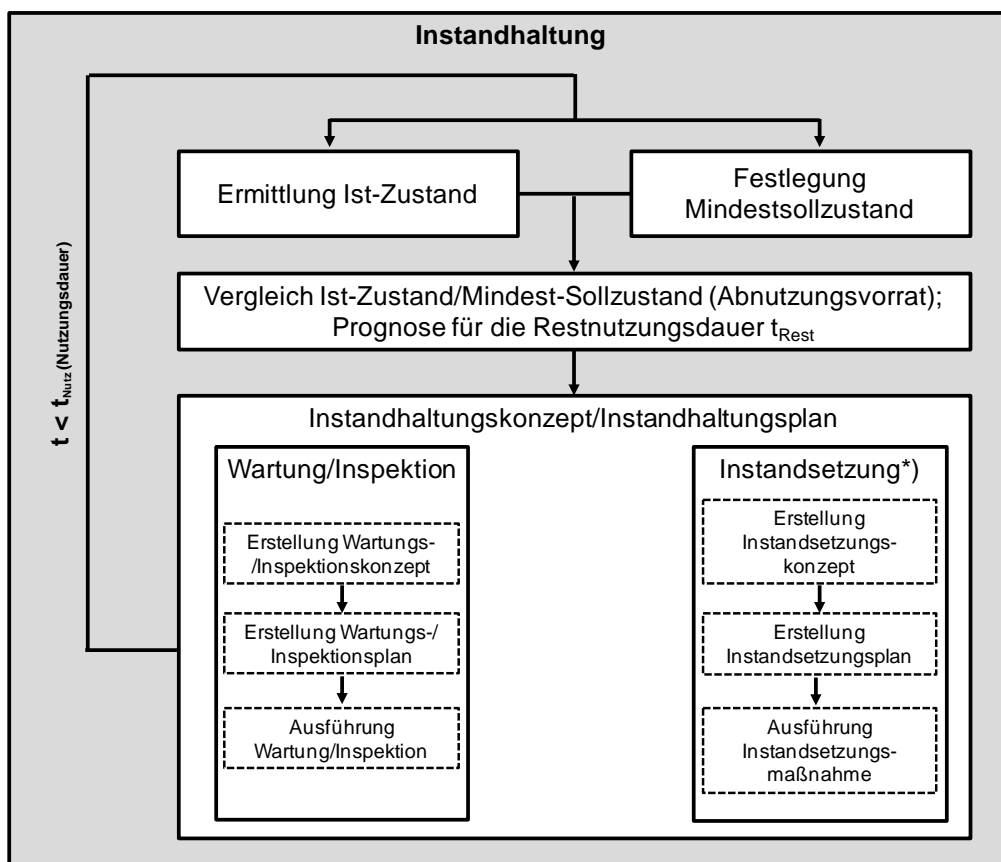 Instandhaltung
Ermittlung Ist-Zustand
Festlegung
Mindestsollzustand
Vergleich Ist-Zustand/Mindest-Sollzustand (Abnutzungsvorrat);
Prognose für die Restnutzungsdauer tRest
t < tNutz (Nutzungsdauer)
Instandhaltungskonzept/Instandhaltungsplan
Wartung/Inspektion
Erstellung Wartungs-
/Inspektionskonzept
Erstellung Wartungs-/
Inspektionsplan
Ausführung
Wartung/Inspektion
Instandsetzung*)
Erstellung
Instandsetzungs-
konzept
Erstellung
Instandsetzungsplan
Ausführung
Instandsetzungs-
maßnahme